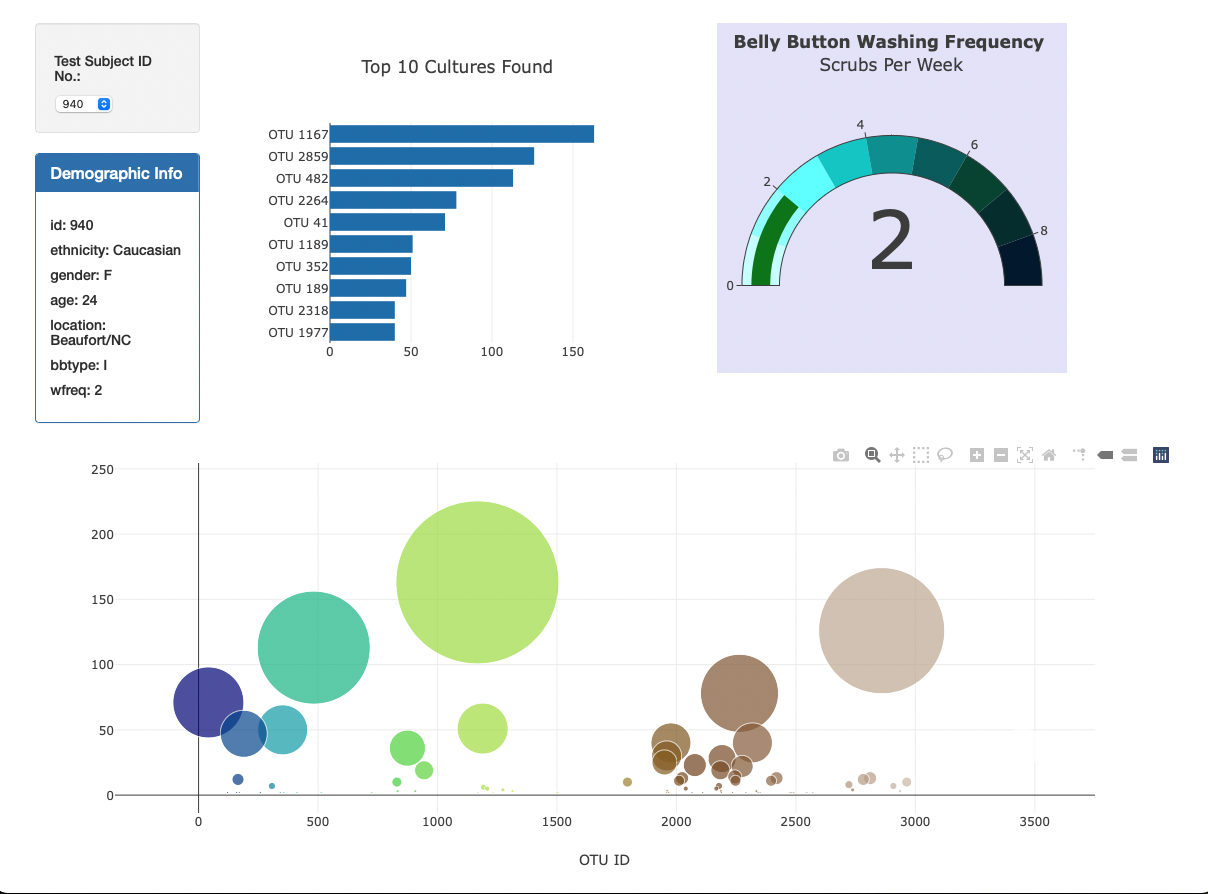 Test Subject ID
No.:
940
Demographic Info
id: 940
ethnicity: Caucasian
gender: F
age: 24
location:
Beaufort/NC
bbtype: I
wfreq: 2
Top 10 Cultures Found
OTU 1167
OTU 2859
OTU 482
OTU 2264
OTU 41
OTU 1189
OTU 352
OTU 189
OTU 2318
OTU 1977
0 50 100 150
Belly Button Washing Frequency
Scrubs Per Week
0
2
4
6
8
2
250
200
150
100
50
0
0 500 1000 1500 2000 2500 3000 3500
OTU ID